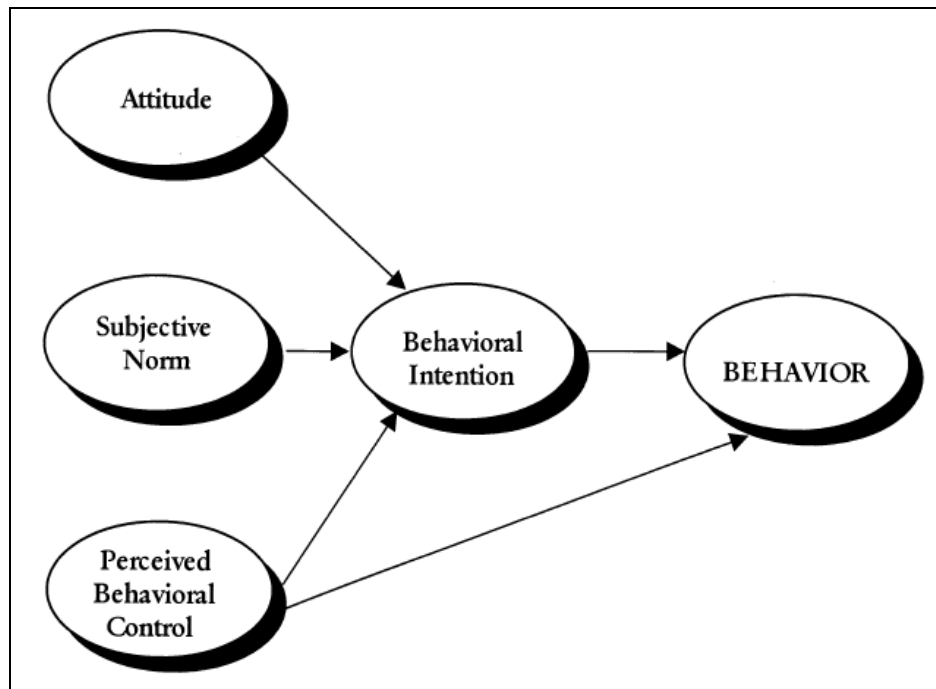 Attitude
Subjective
Norm
Behavioral
Intention
BEHAVIOR
Perceived
Behavioral
Control